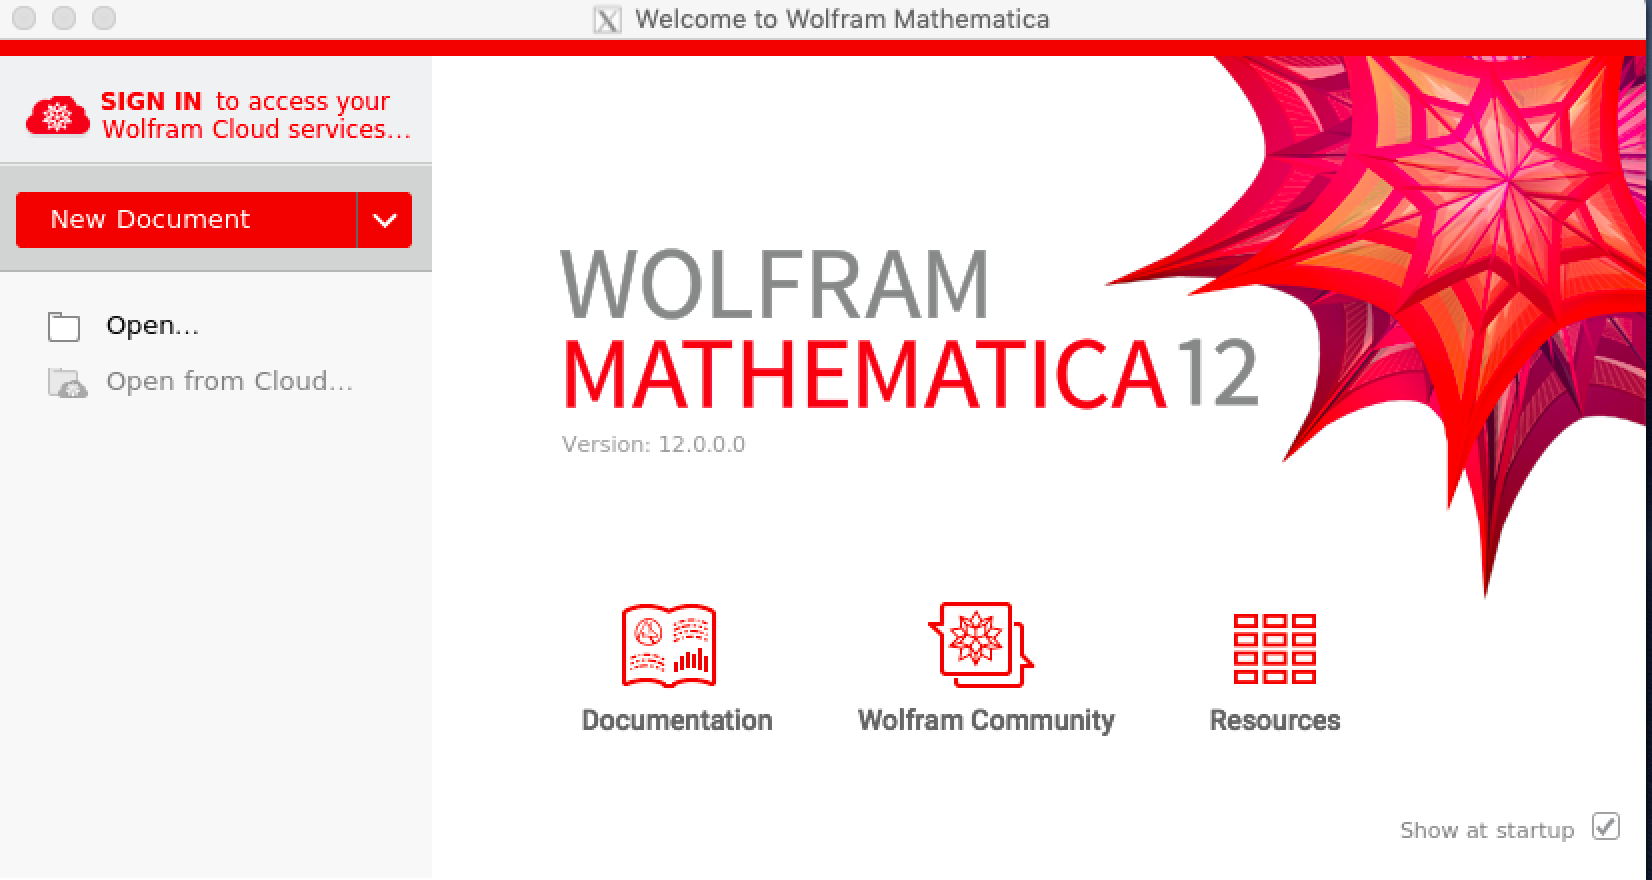 Welcome to Wolfram Mathematica
SIGN IN to access your
Wolfram Cloud services...
New Document
Open...
Open from Cloud...
WOLFRAM
MATHEMATICA 12
Version: 12.0.0.0
Documentation
Wolfram Community
Resources
Show at startup